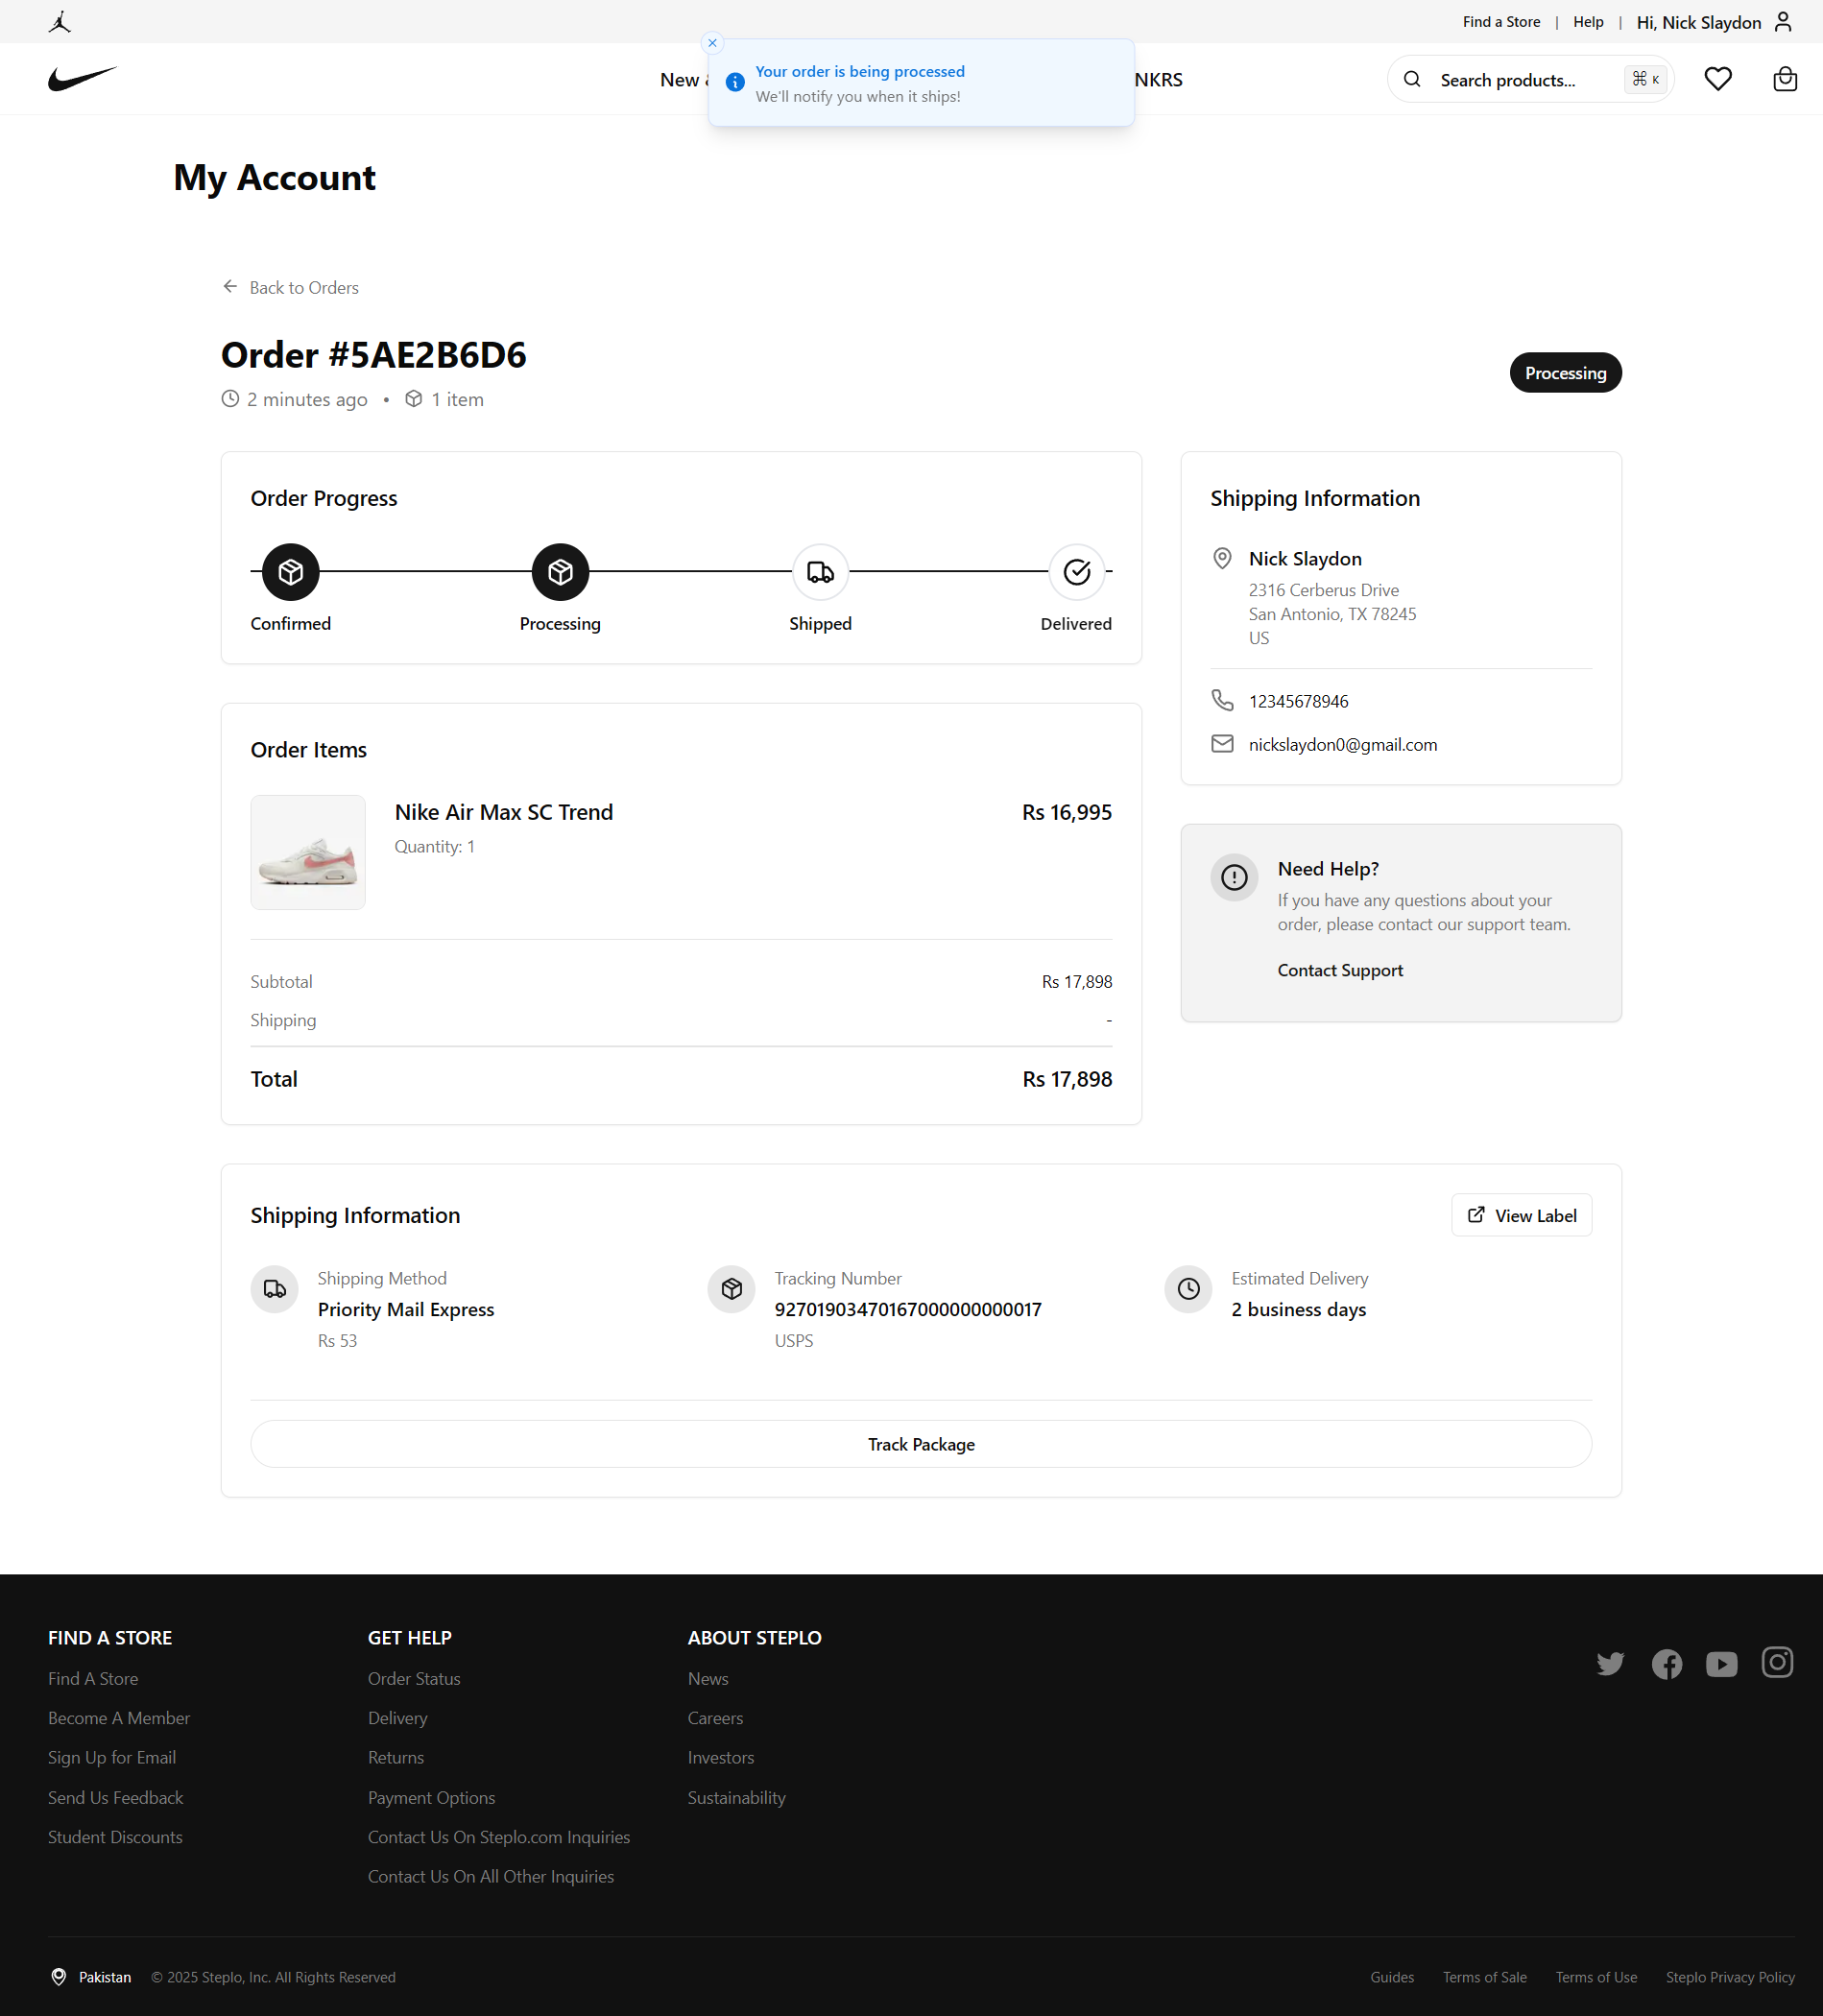 Find a Store | Help | Hi, Nick Slaydon
New &
NKRS
Search products...
⌘ K
Your order is being processed
We'll notify you when it ships!
My Account
Back to Orders
Order #5AE2B6D6
2 minutes ago • 1 item
Processing
Order Progress
Confirmed
Processing
Shipped
Delivered
Shipping Information
Nick Slaydon
2316 Cerberus Drive
San Antonio, TX 78245
US
12345678946
nickslaydon0@gmail.com
Order Items
Nike Air Max SC Trend
Rs 16,995
Quantity: 1
Subtotal
Rs 17,898
Shipping
-
Total
Rs 17,898
Need Help?
If you have any questions about your
order, please contact our support team.
Contact Support
Shipping Information
View Label
Shipping Method
Priority Mail Express
Rs 53
Tracking Number
92701903470167000000000017
USPS
Estimated Delivery
2 business days
Track Package
FIND A STORE
Find A Store
Become A Member
Sign Up for Email
Send Us Feedback
Student Discounts
GET HELP
Order Status
Delivery
Returns
Payment Options
Contact Us On Steplo.com Inquiries
Contact Us On All Other Inquiries
ABOUT STEPLO
News
Careers
Investors
Sustainability
Pakistan
© 2025 Steplo, Inc. All Rights Reserved
Guides
Terms of Sale
Terms of Use
Steplo Privacy Policy